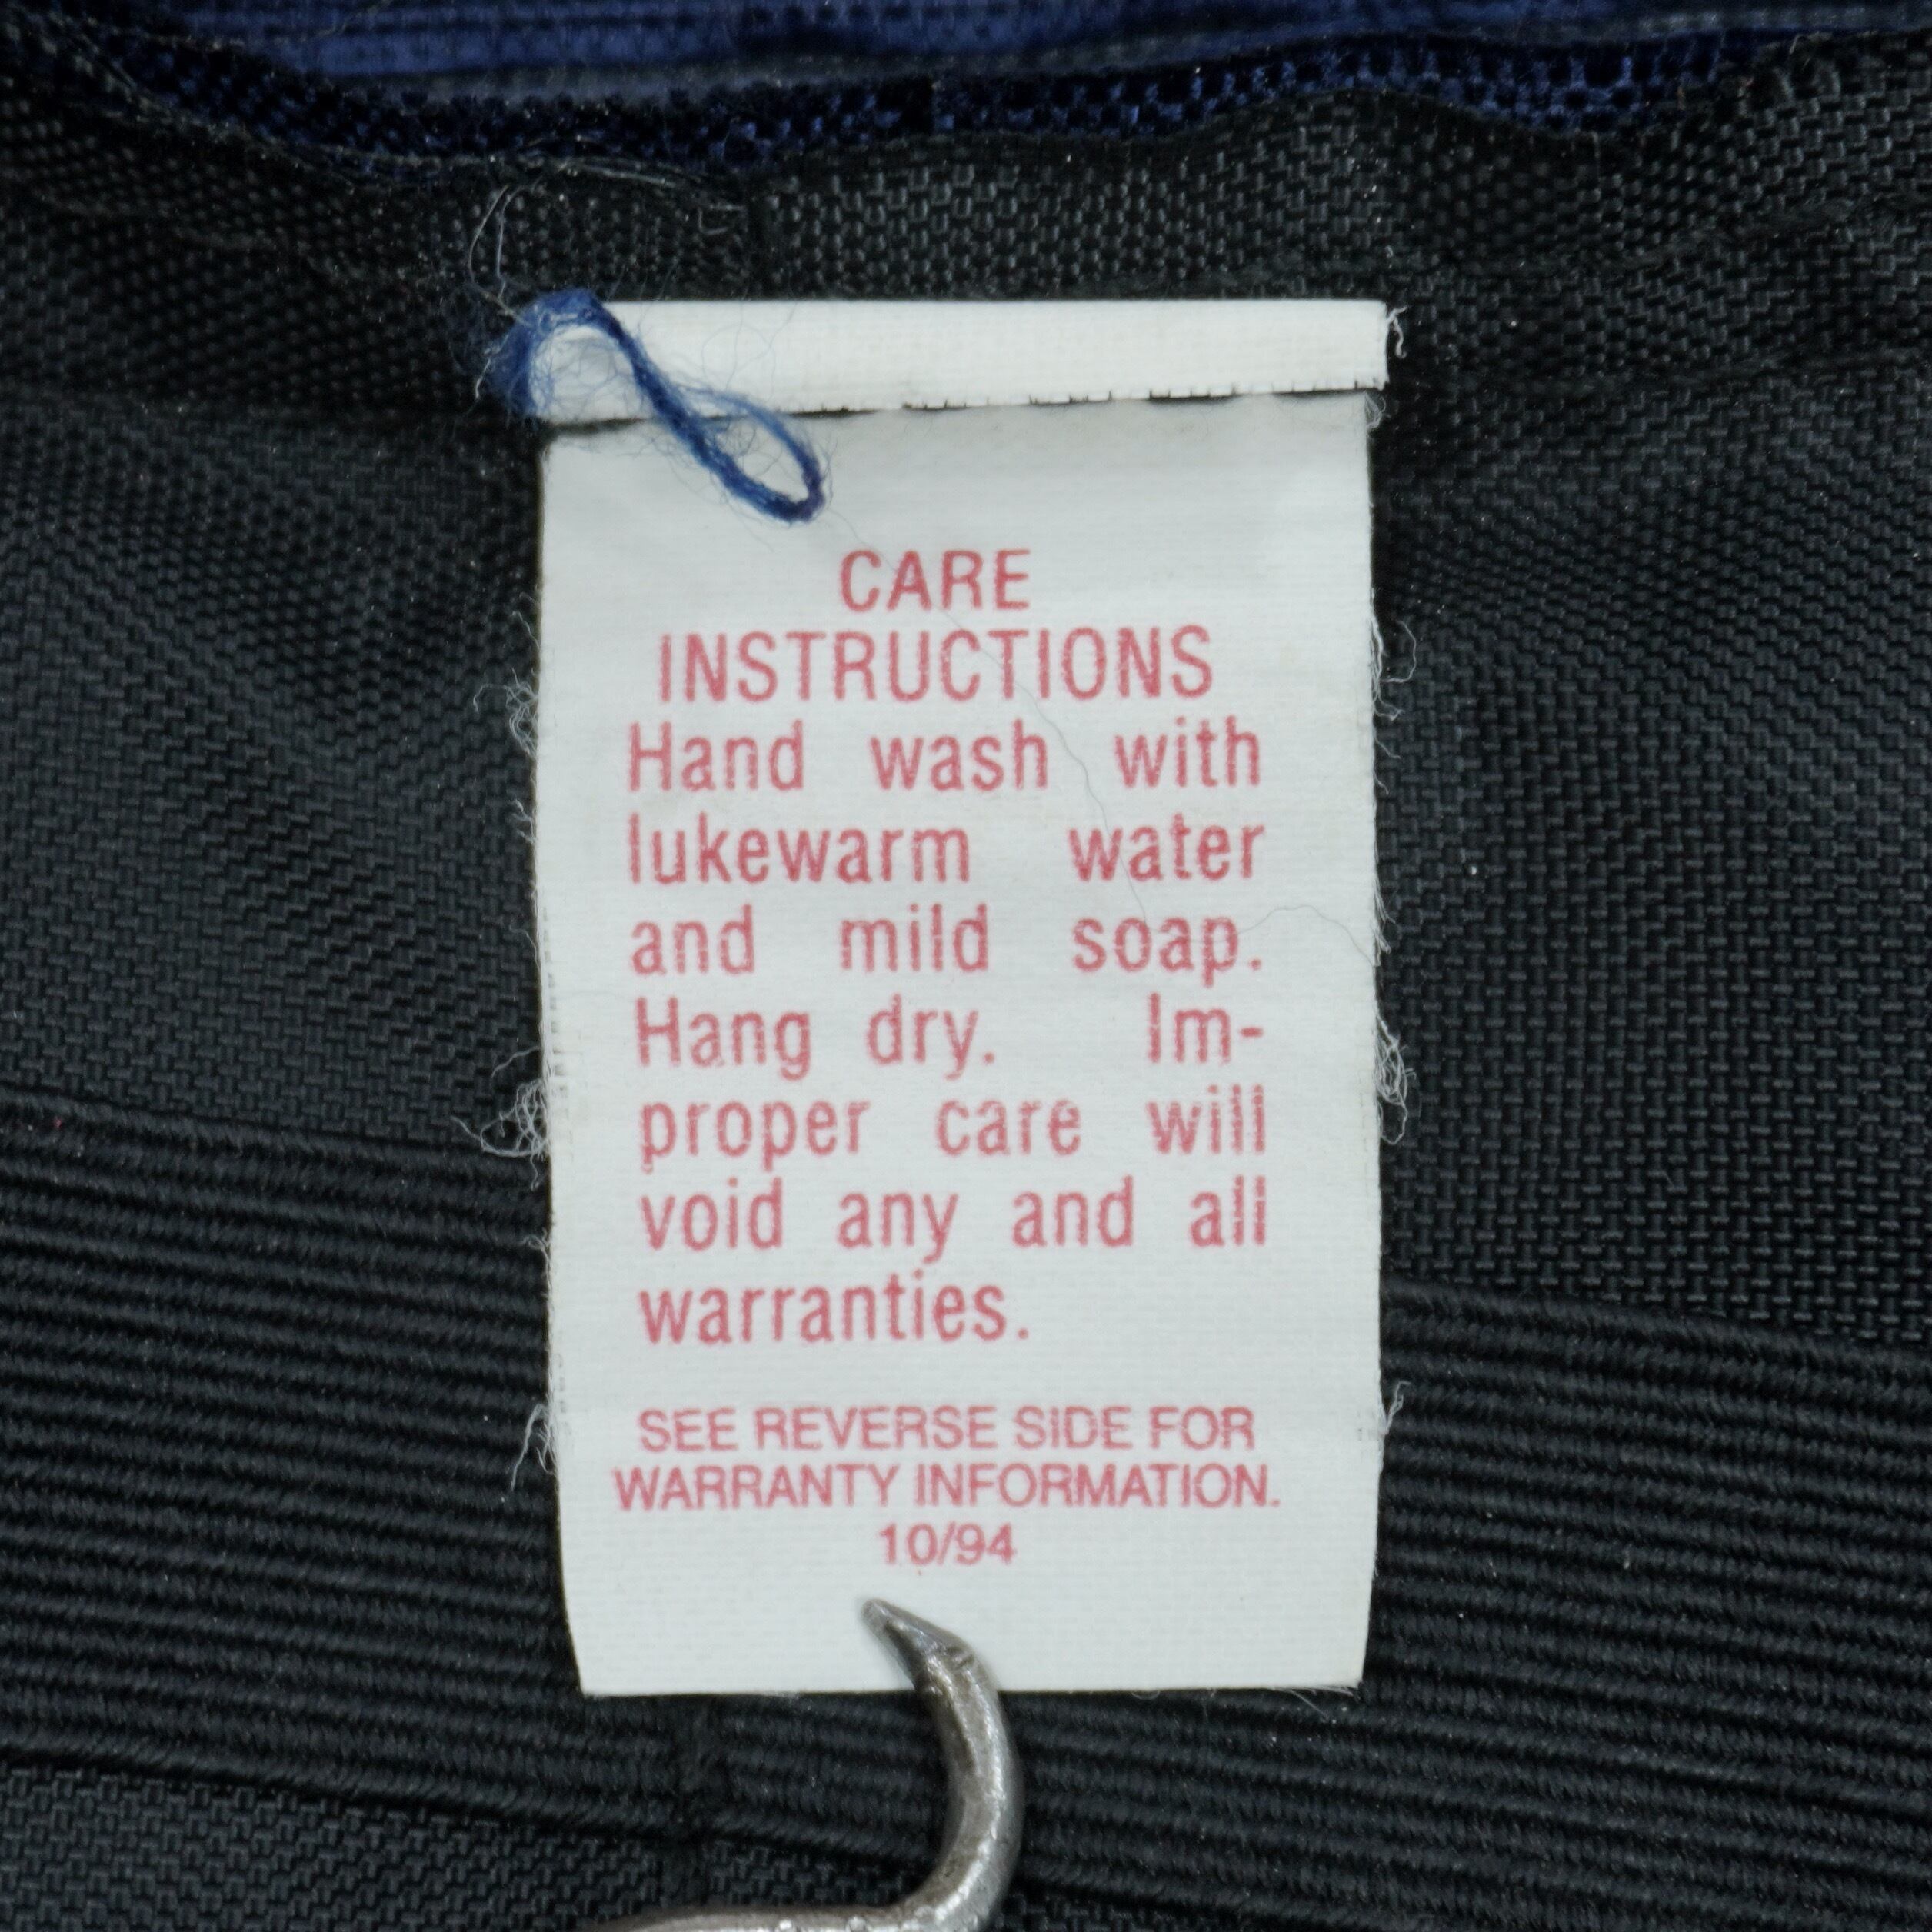 CARE
INSTRUCTIONS
Hand wash with
lukewarm water
and mild soap.
Hang dry. Im-
proper care will
void any and all
warranties.
SEE REVERSE SIDE FOR
WARRANTY INFORMATION.
10/94